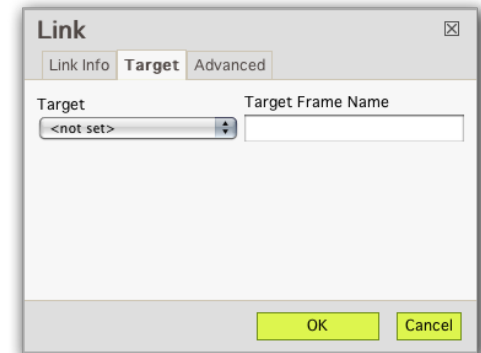 Link
Link Info Target Advanced
Target Target Frame Name
<not set>
OK Cancel